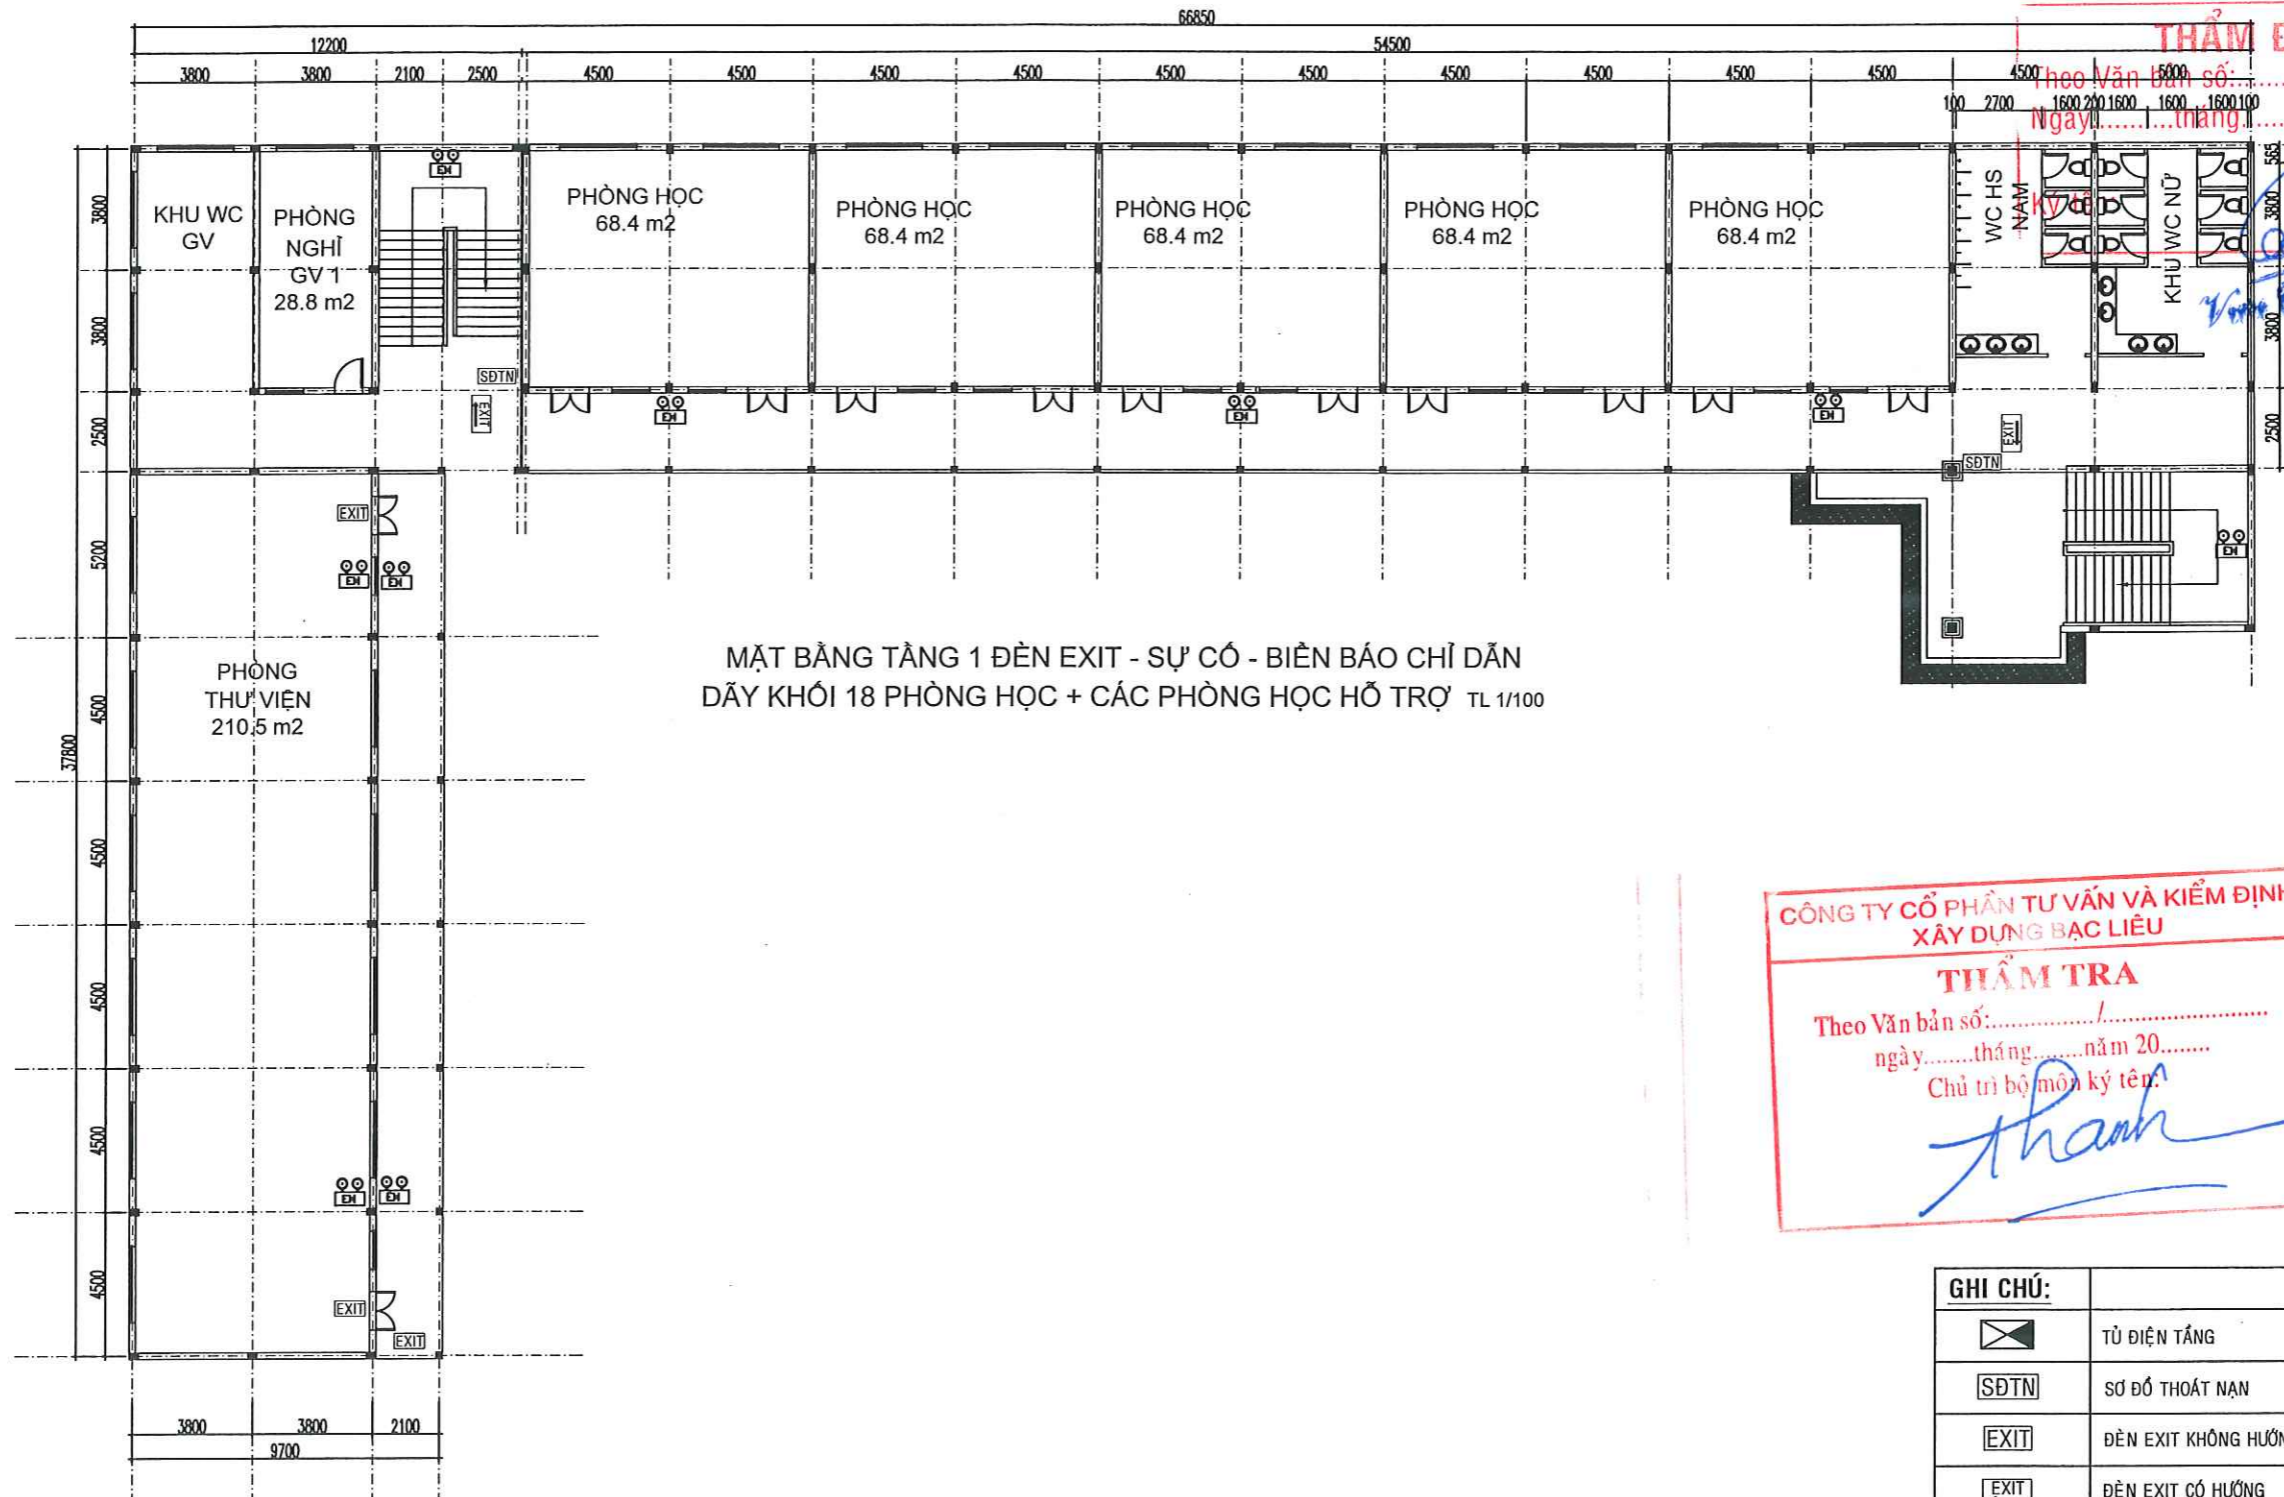 66850
12200
54500
3800
3800
2100
2500
4500
4500
4500
4500
4500
4500
4500
4500
4500
4500
4500
5000
100
2700
1600
200
1600
1600
1600
100
THẨM
Theo Văn bản số:..........
Ngày..........tháng......
565
3800
3800
2500
3800
3800
2500
5200
4500
4500
4500
4500
4500
37800
KHU WC
GV
PHÒNG
NGHỈ
GV 1
28.8 m2
PHÒNG HỌC
68.4 m2
PHÒNG HỌC
68.4 m2
PHÒNG HỌC
68.4 m2
PHÒNG HỌC
68.4 m2
PHÒNG HỌC
68.4 m2
WC HS
NAM
KHU WC NỮ
SĐTN
EXIT
EXIT
SĐTN
EXIT
PHÒNG
THƯ VIỆN
210.5 m2
EXIT
EXIT
3800
3800
2100
9700
MẶT BẰNG TẦNG 1 ĐÈN EXIT - SỰ CỐ - BIỂN BÁO CHỈ DẪN
DÃY KHỐI 18 PHÒNG HỌC + CÁC PHÒNG HỌC HỖ TRỢ TL 1/100
CÔNG TY CỔ PHẦN TƯ VẤN VÀ KIỂM ĐỊNH
XÂY DỰNG BẠC LIÊU
THẨM TRA
Theo Văn bản số:................/..........................
ngày........tháng........năm 20........
Chủ trì bộ môn ký tên:
Thanh
GHI CHÚ:
TỦ ĐIỆN TẦNG
SĐTN SƠ ĐỒ THOÁT NẠN
EXIT ĐÈN EXIT KHÔNG HƯỚN
EXIT ĐÈN EXIT CÓ HƯỚNG